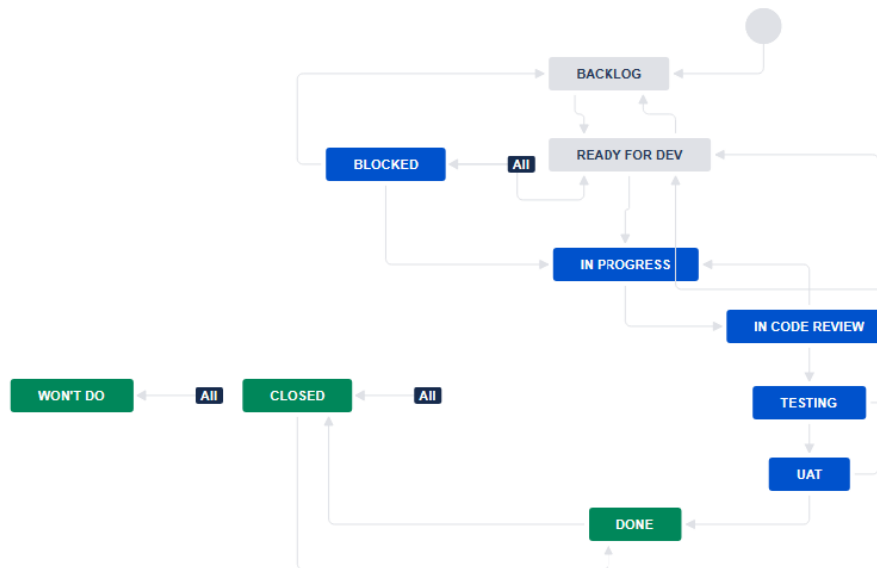 BACKLOG
READY FOR DEV
BLOCKED
All
IN PROGRESS
IN CODE REVIEW
WON'T DO
All
CLOSED
All
TESTING
UAT
DONE